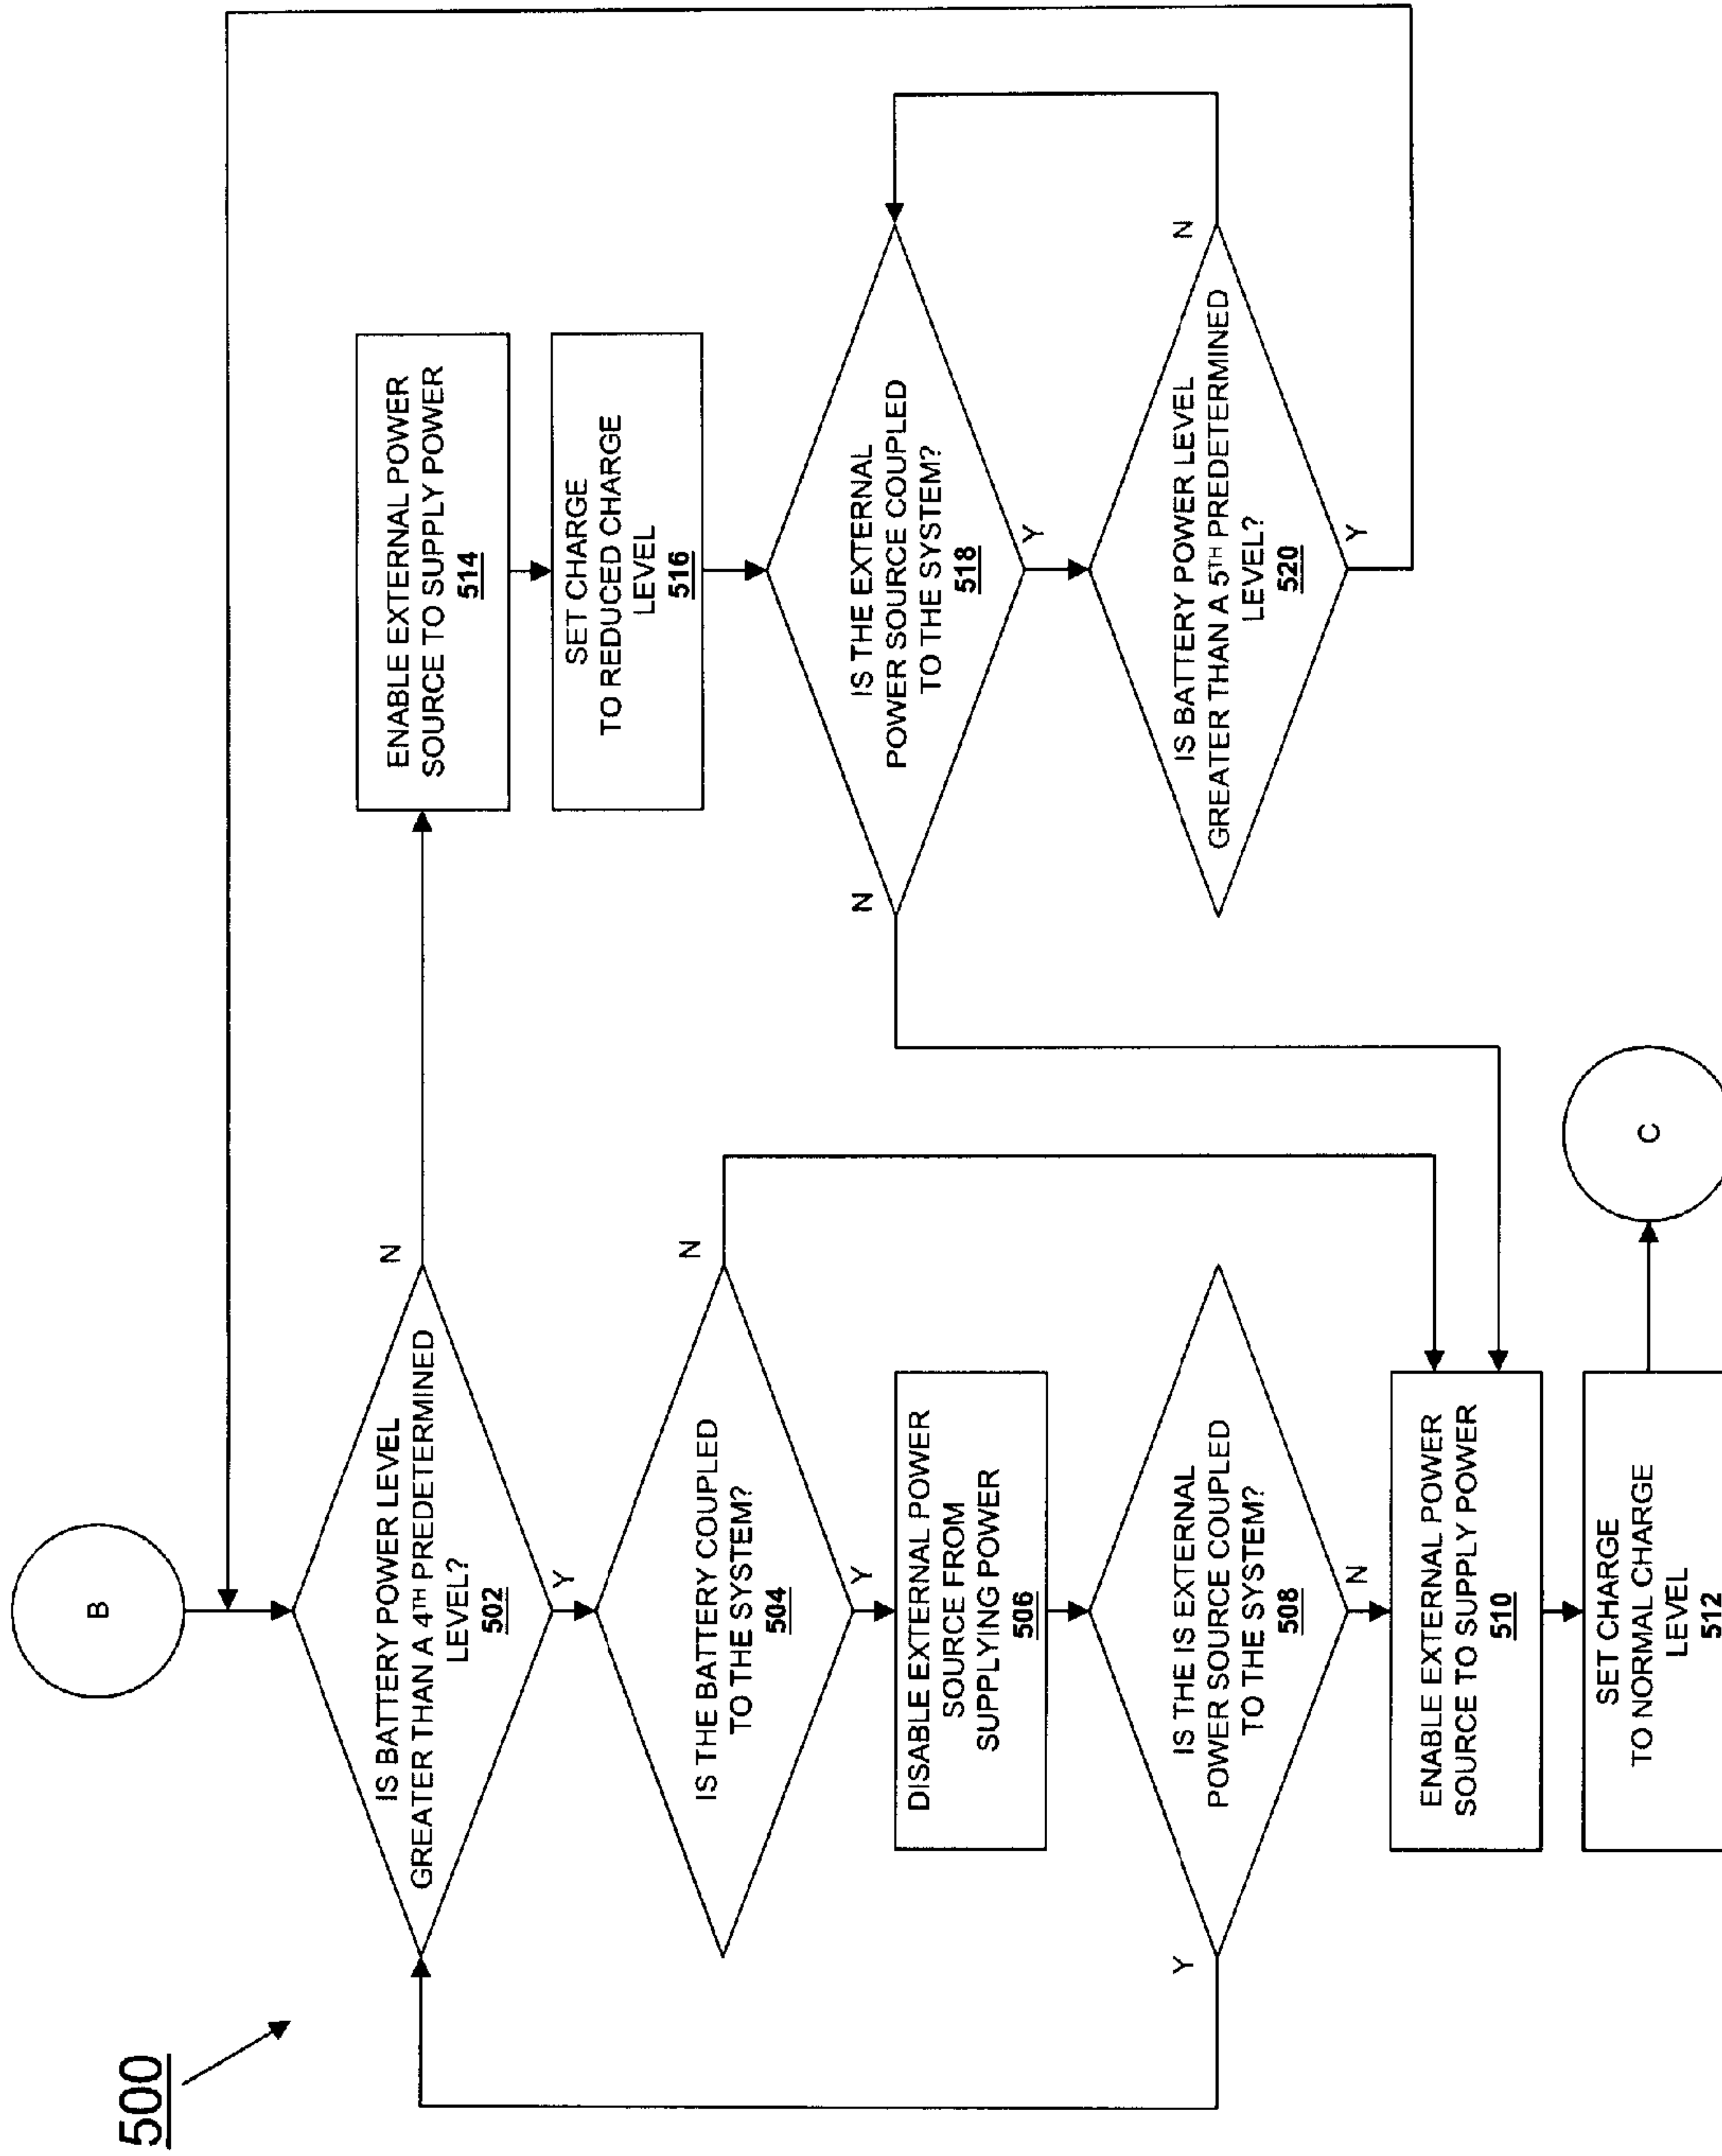 500
B
IS BATTERY POWER LEVEL
GREATER THAN A 4TH PREDETERMINED
LEVEL?
502
N
Y
IS THE BATTERY COUPLED
TO THE SYSTEM?
504
N
Y
DISABLE EXTERNAL POWER
SOURCE FROM
SUPPLYING POWER
506
IS THE IS EXTERNAL
POWER SOURCE COUPLED
TO THE SYSTEM?
508
Y
N
ENABLE EXTERNAL POWER
SOURCE TO SUPPLY POWER
510
SET CHARGE
TO NORMAL CHARGE
LEVEL
512
C
ENABLE EXTERNAL POWER
SOURCE TO SUPPLY POWER
514
SET CHARGE
TO REDUCED CHARGE
LEVEL
516
IS THE EXTERNAL
POWER SOURCE COUPLED
TO THE SYSTEM?
518
N
Y
IS BATTERY POWER LEVEL
GREATER THAN A 5TH PREDETERMINED
LEVEL?
520
N
Y